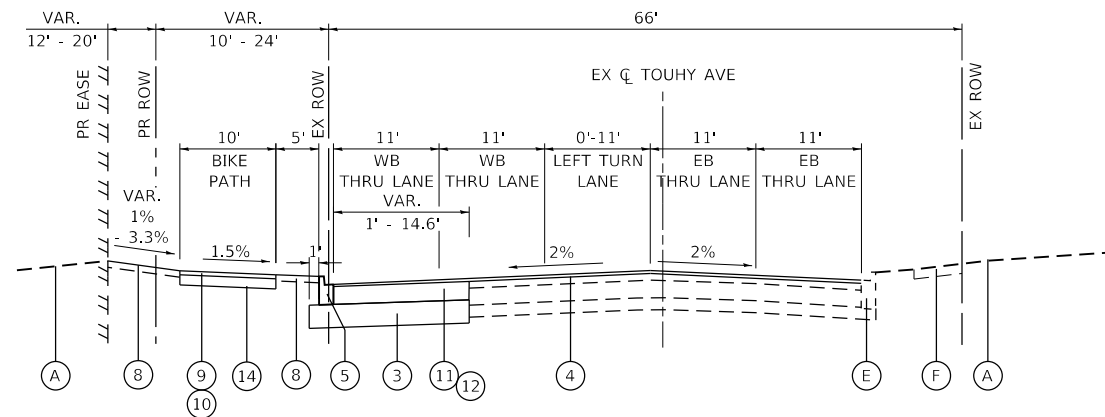 VAR.
12' - 20'
VAR.
10' - 24'
66'
PR EASE
PR ROW
EX ROW
EX ℄ TOUHY AVE
EX ROW
10'
BIKE
PATH
5'
11'
WB
THRU LANE
11'
WB
THRU LANE
0'-11'
LEFT TURN
LANE
11'
EB
THRU LANE
11'
EB
THRU LANE
VAR.
1%
- 3.3%
VAR.
1' - 14.6'
1.5%
1'
2%
2%
A
8
9
10
14
8
5
3
11
12
4
E
F
A